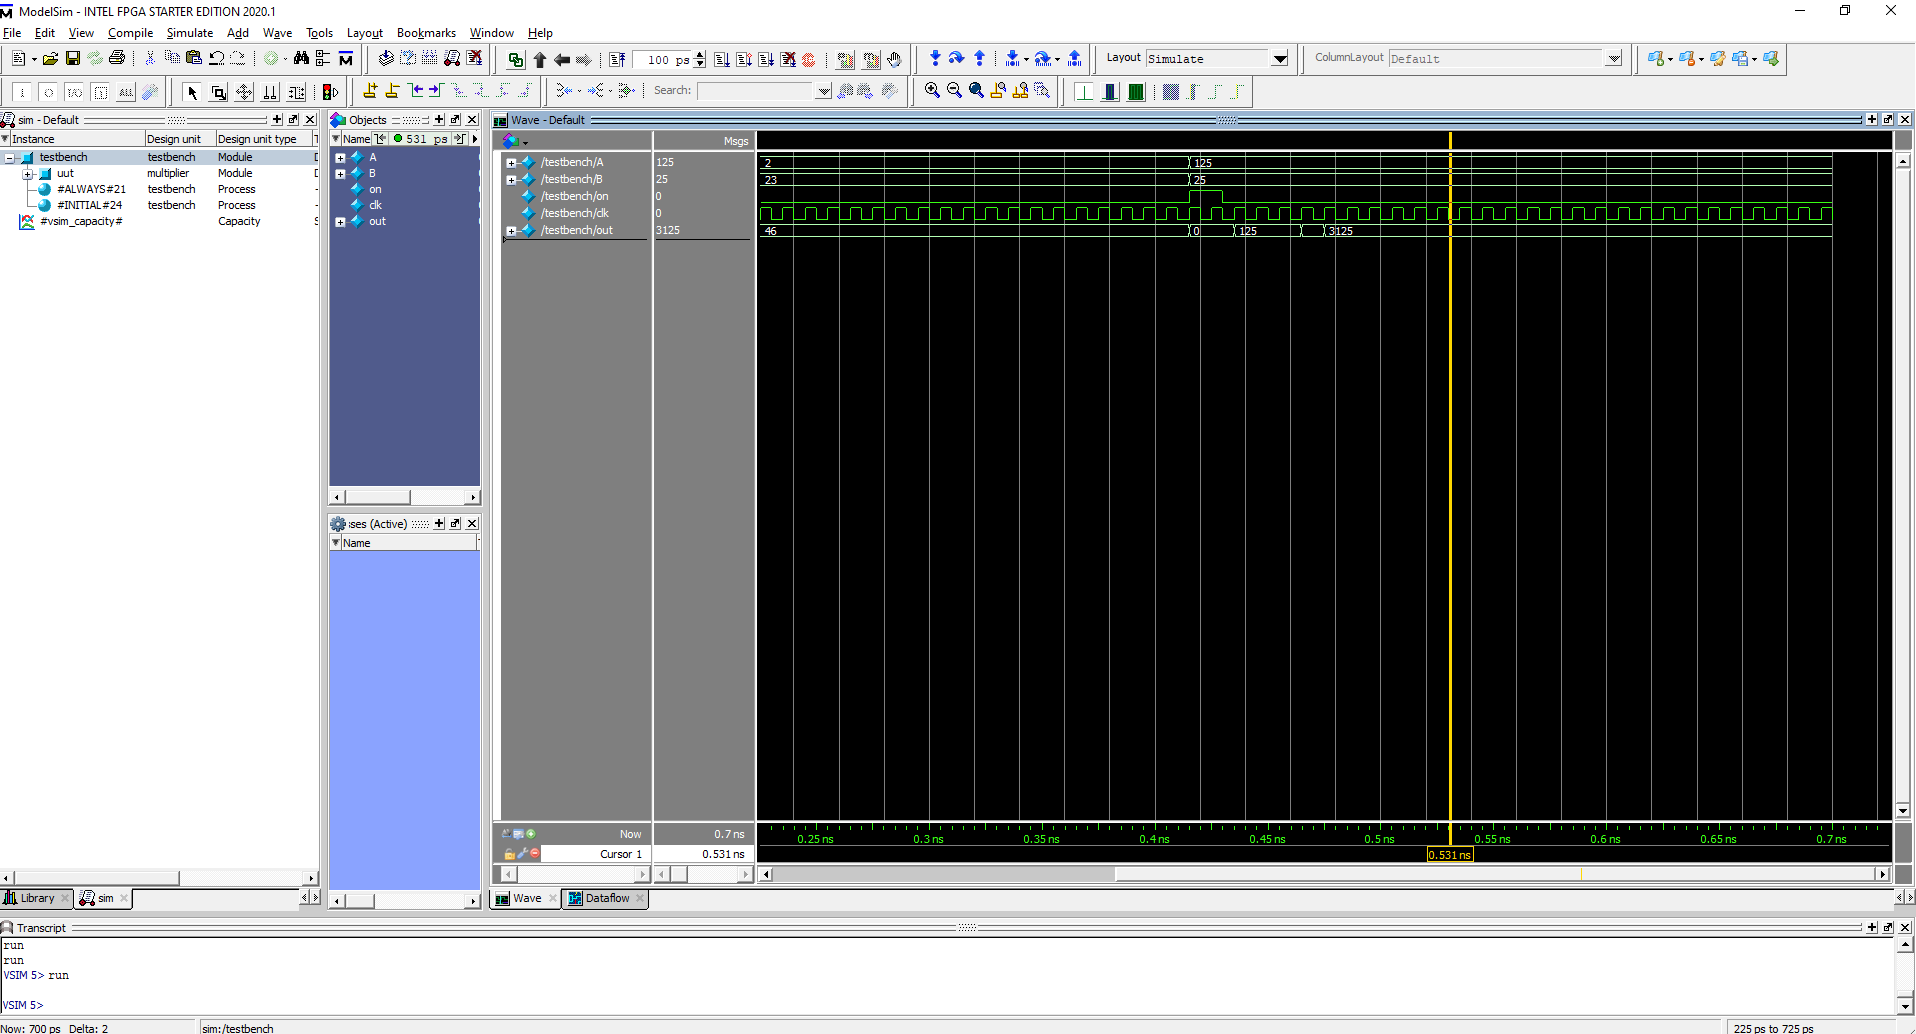 ModelSim - INTEL FPGA STARTER EDITION 2020.1
File Edit View Compile Simulate Add Wave Tools Layout Bookmarks Window Help
100 ps
Layout Simulate
ColumnLayout Default
Search:
sim - Default
Instance Design unit Design unit type
testbench testbench Module
uut multiplier Module
#ALWAYS#21 testbench Process
#INITIAL#24 testbench Process
#vsim_capacity# Capacity
Objects
Name 531 ps
A
B
on
clk
out
ses (Active)
Name
Wave - Default
Msgs
/testbench/A 125 2 125
/testbench/B 25 23 25
/testbench/on 0
/testbench/clk 0
/testbench/out 3125 46 0 125 3125
Now 0.7 ns 0.25 ns 0.3 ns 0.35 ns 0.4 ns 0.45 ns 0.5 ns 0.55 ns 0.6 ns 0.65 ns 0.7 ns
Cursor 1 0.531 ns 0.531 ns
Library sim
Wave Dataflow
Transcript
run
run
VSIM 5> run
VSIM 5>
Now: 700 ps Delta: 2 sim:/testbench 225 ps to 725 ps